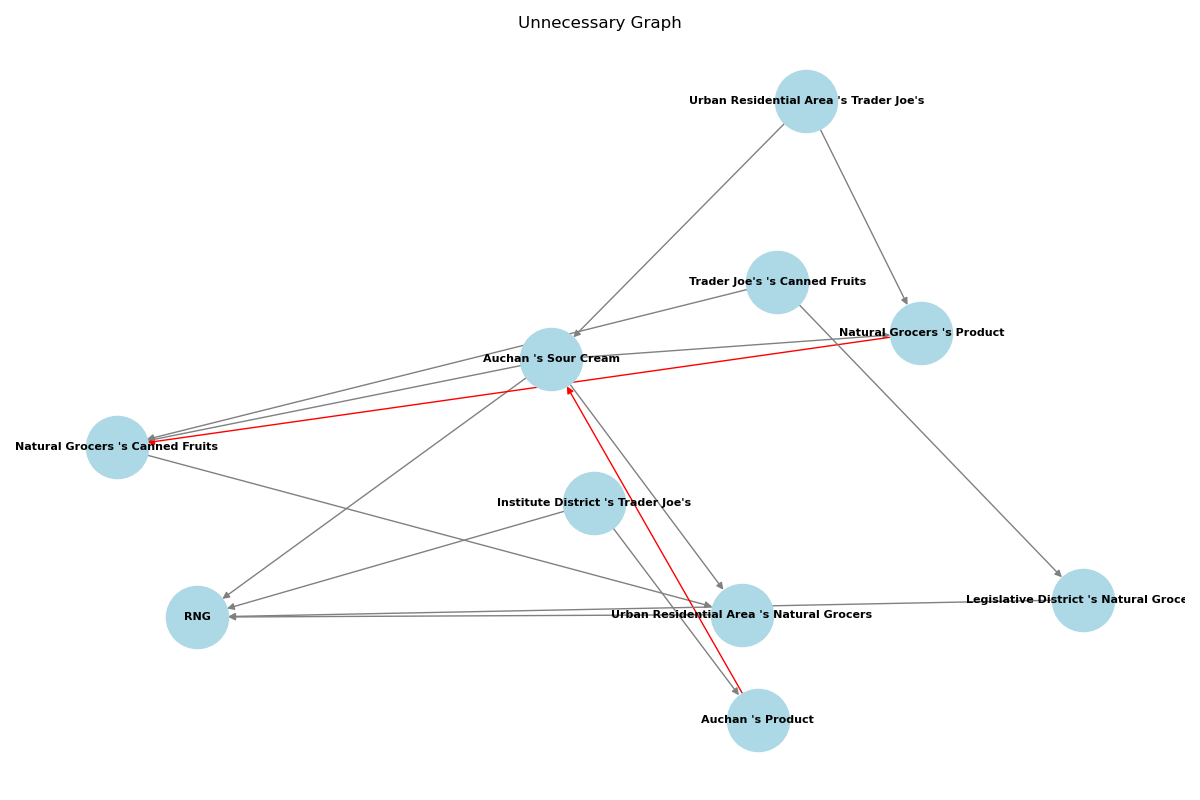 Unnecessary Graph
Urban Residential Area 's Trader Joe's
Trader Joe's 's Canned Fruits
Natural Grocers 's Product
Auchan 's Sour Cream
Natural Grocers 's Canned Fruits
Institute District 's Trader Joe's
Legislative District 's Natural Groce
Urban Residential Area 's Natural Grocers
RNG
Auchan 's Product